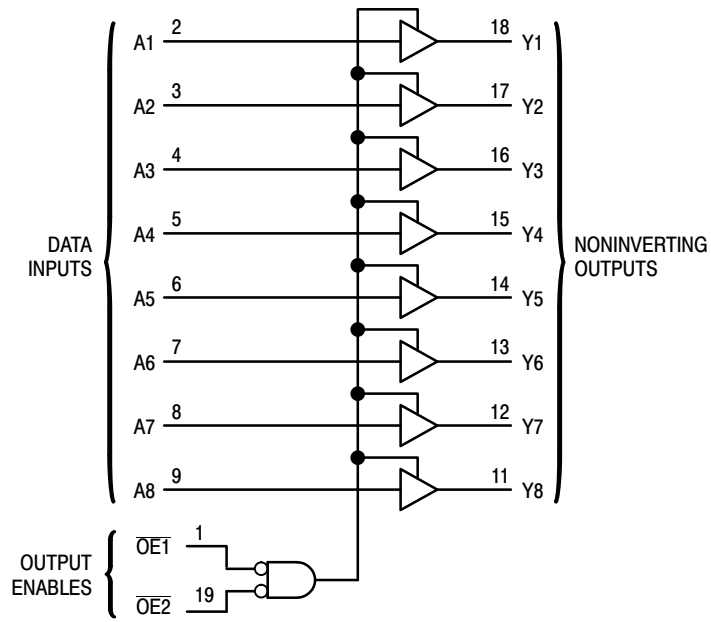 A1 2 18 Y1
A2 3 17 Y2
A3 4 16 Y3
A4 5 15 Y4
DATA
INPUTS
NONINVERTING
OUTPUTS
A5 6 14 Y5
A6 7 13 Y6
A7 8 12 Y7
A8 9 11 Y8
OUTPUT
ENABLES
O̅E̅1̅ 1
O̅E̅2̅ 19